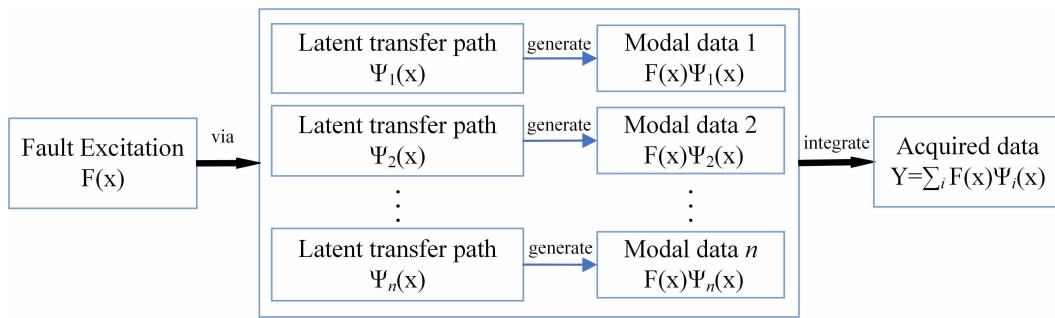 Fault Excitation
F(x)
via
Latent transfer path
Ψ₁(x)
generate
Modal data 1
F(x)Ψ₁(x)
Latent transfer path
Ψ₂(x)
generate
Modal data 2
F(x)Ψ₂(x)
Latent transfer path
Ψₙ(x)
generate
Modal data n
F(x)Ψₙ(x)
integrate
Acquired data
Y=∑ᵢ F(x)Ψᵢ(x)